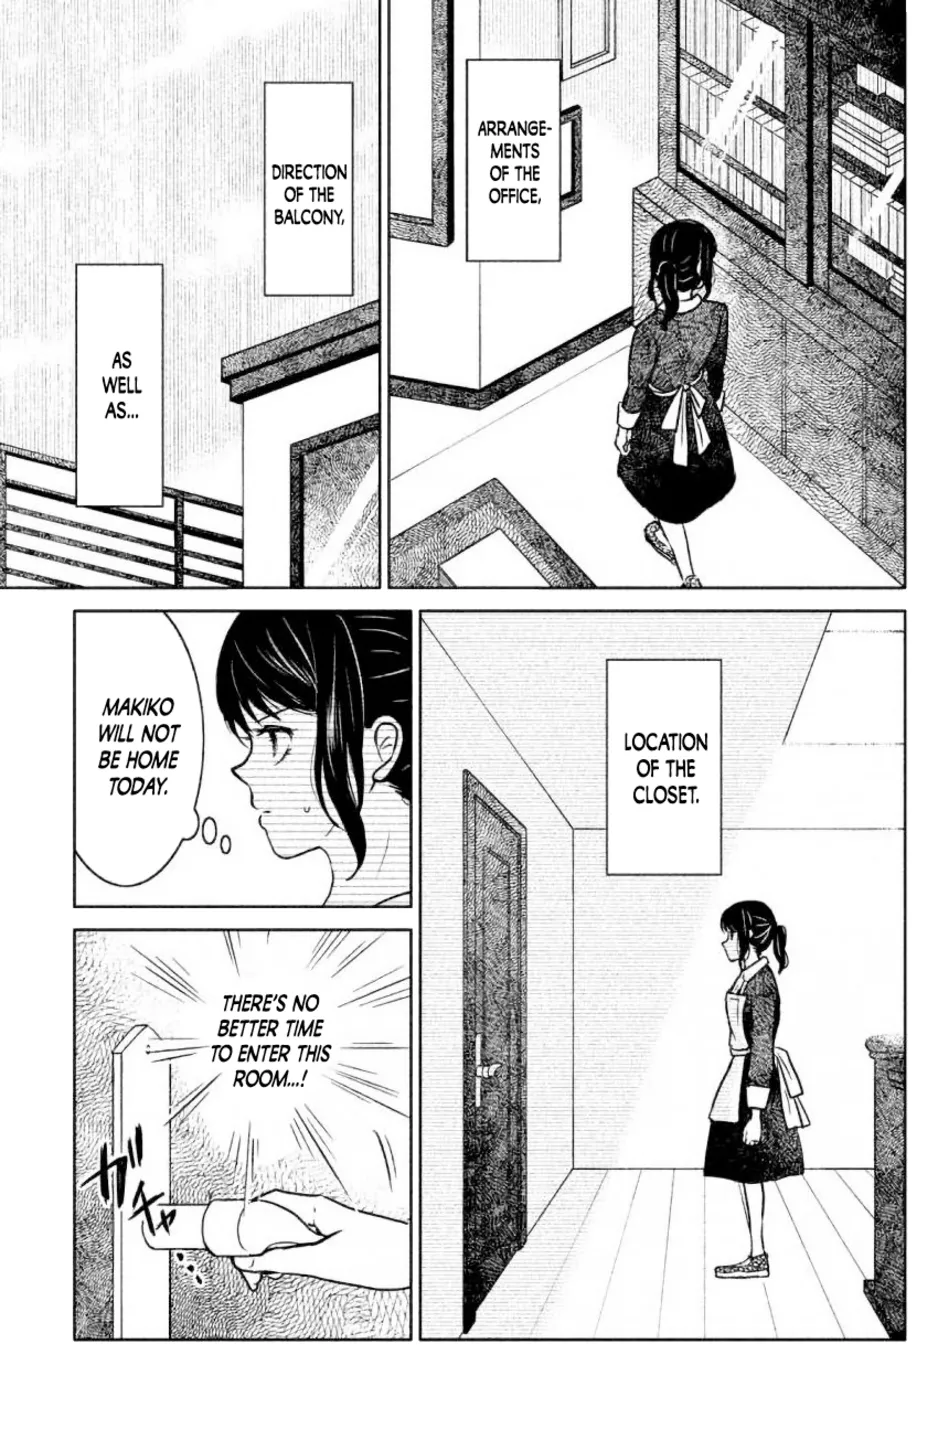 ARRANGE-
MENTS
OF THE
OFFICE,
DIRECTION
OF THE
BALCONY,
AS
WELL
AS...
LOCATION
OF THE
CLOSET.
MAKIKO
WILL NOT
BE HOME
TODAY.
THERE'S NO
BETTER TIME
TO ENTER THIS
ROOM...!
ガチャ